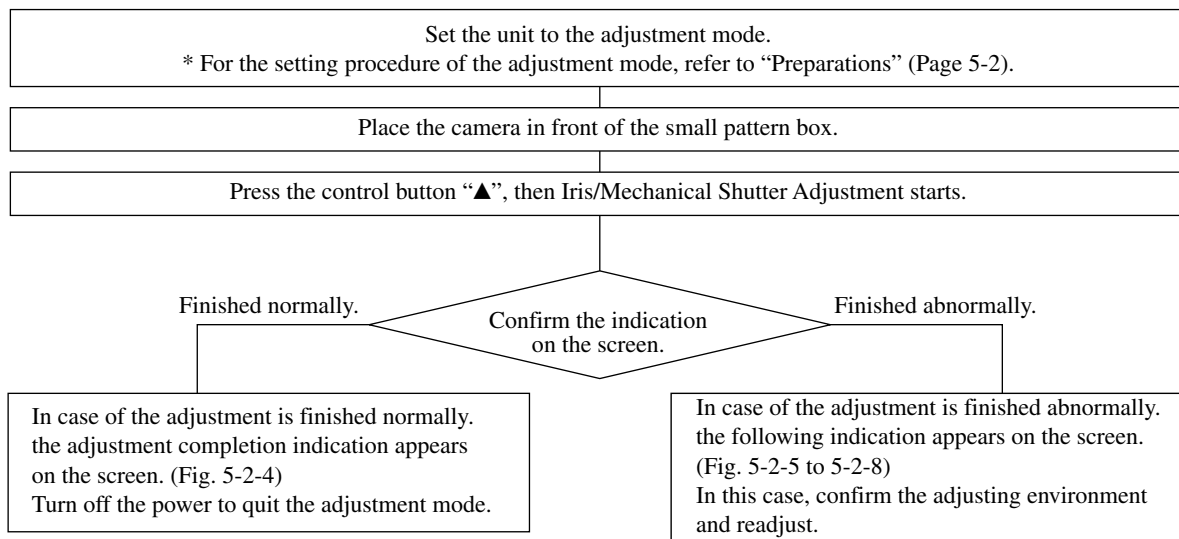 Set the unit to the adjustment mode.
* For the setting procedure of the adjustment mode, refer to “Preparations” (Page 5-2).
Place the camera in front of the small pattern box.
Press the control button “▲”, then Iris/Mechanical Shutter Adjustment starts.
Finished normally.
Finished abnormally.
Confirm the indication
on the screen.
In case of the adjustment is finished normally.
the adjustment completion indication appears
on the screen. (Fig. 5-2-4)
Turn off the power to quit the adjustment mode.
In case of the adjustment is finished abnormally.
the following indication appears on the screen.
(Fig. 5-2-5 to 5-2-8)
In this case, confirm the adjusting environment
and readjust.